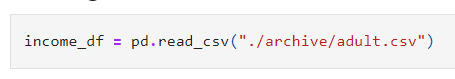 income_df = pd.read_csv("./archive/adult.csv")